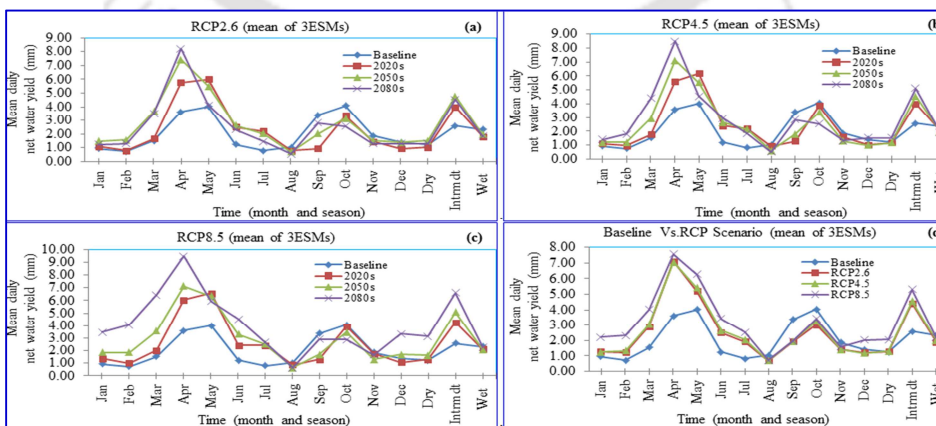 RCP2.6 (mean of 3ESMs) (a)
Mean daily
net water yield (mm)
9.00
8.00
7.00
6.00
5.00
4.00
3.00
2.00
1.00
0.00
Baseline
2020s
2050s
2080s
Jan Feb Mar Apr May Jun Jul Aug Sep Oct Nov Dec Dry Intrmdt Wet
Time (month and season)
RCP4.5 (mean of 3ESMs) (b
Mean daily
net water yield (mm)
9.00
8.00
7.00
6.00
5.00
4.00
3.00
2.00
1.00
0.00
Baseline
2020s
2050s
2080s
Jan Feb Mar Apr May Jun Jul Aug Sep Oct Nov Dec Dry Intrmdt Wet
Time (month and season)
RCP8.5 (mean of 3ESMs) (c)
Mean daily
net water yield (mm)
10.00
9.00
8.00
7.00
6.00
5.00
4.00
3.00
2.00
1.00
0.00
Baseline
2020s
2050s
2080s
Jan Feb Mar Apr May Jun Jul Aug Sep Oct Nov Dec Dry Intrmdt Wet
Time (month and season)
Baseline Vs.RCP Scenario (mean of 3ESMs)
Mean daily
net water yield (mm)
8.00
7.00
6.00
5.00
4.00
3.00
2.00
1.00
0.00
Baseline
RCP2.6
RCP4.5
RCP8.5
Jan Feb Mar Apr May Jun Jul Aug Sep Oct Nov Dec Dry Intrmdt Wet
Time (month and season)